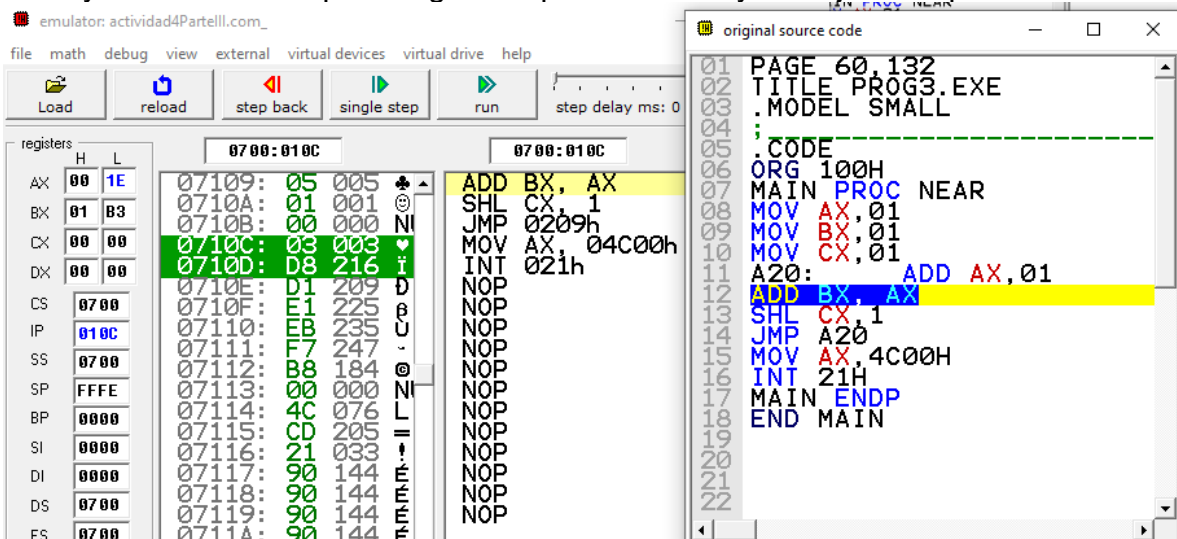 emulator: actividad4ParteIII.com_
file math debug view external virtual devices virtual drive help
Load reload step back single step run step delay ms: 0
registers
H L
AX 00 1E
BX 01 B3
CX 00 00
DX 00 00
CS 0700
IP 010C
SS 0700
SP FFFE
BP 0000
SI 0000
DI 0000
DS 0700
ES 0700
0700:010C
07109: 05 005 ♣
0710A: 01 001 ☺
0710B: 00 000 NU
0710C: 03 003 ♥
0710D: D8 216 Ï
0710E: D1 209 Ð
0710F: E1 225 β
07110: EB 235 Ù
07111: F7 247
07112: B8 184 ©
07113: 00 000 NU
07114: 4C 076 L
07115: CD 205 =
07116: 21 033 !
07117: 90 144 É
07118: 90 144 É
07119: 90 144 É
0711A: 90 144 É
0700:010C
ADD BX, AX
SHL CX, 1
JMP 0209h
MOV AX, 04C00h
INT 021h
NOP
NOP
NOP
NOP
NOP
NOP
NOP
NOP
NOP
NOP
NOP
NOP
original source code
01 PAGE 60,132
02 TITLE PROG3.EXE
03 .MODEL SMALL
04 ;_________________________
05 .CODE
06 ORG 100H
07 MAIN PROC NEAR
08 MOV AX,01
09 MOV BX,01
10 MOV CX,01
11 A20: ADD AX,01
12 ADD BX, AX
13 SHL CX,1
14 JMP A20
15 MOV AX,4C00H
16 INT 21H
17 MAIN ENDP
18 END MAIN
19
20
21
22